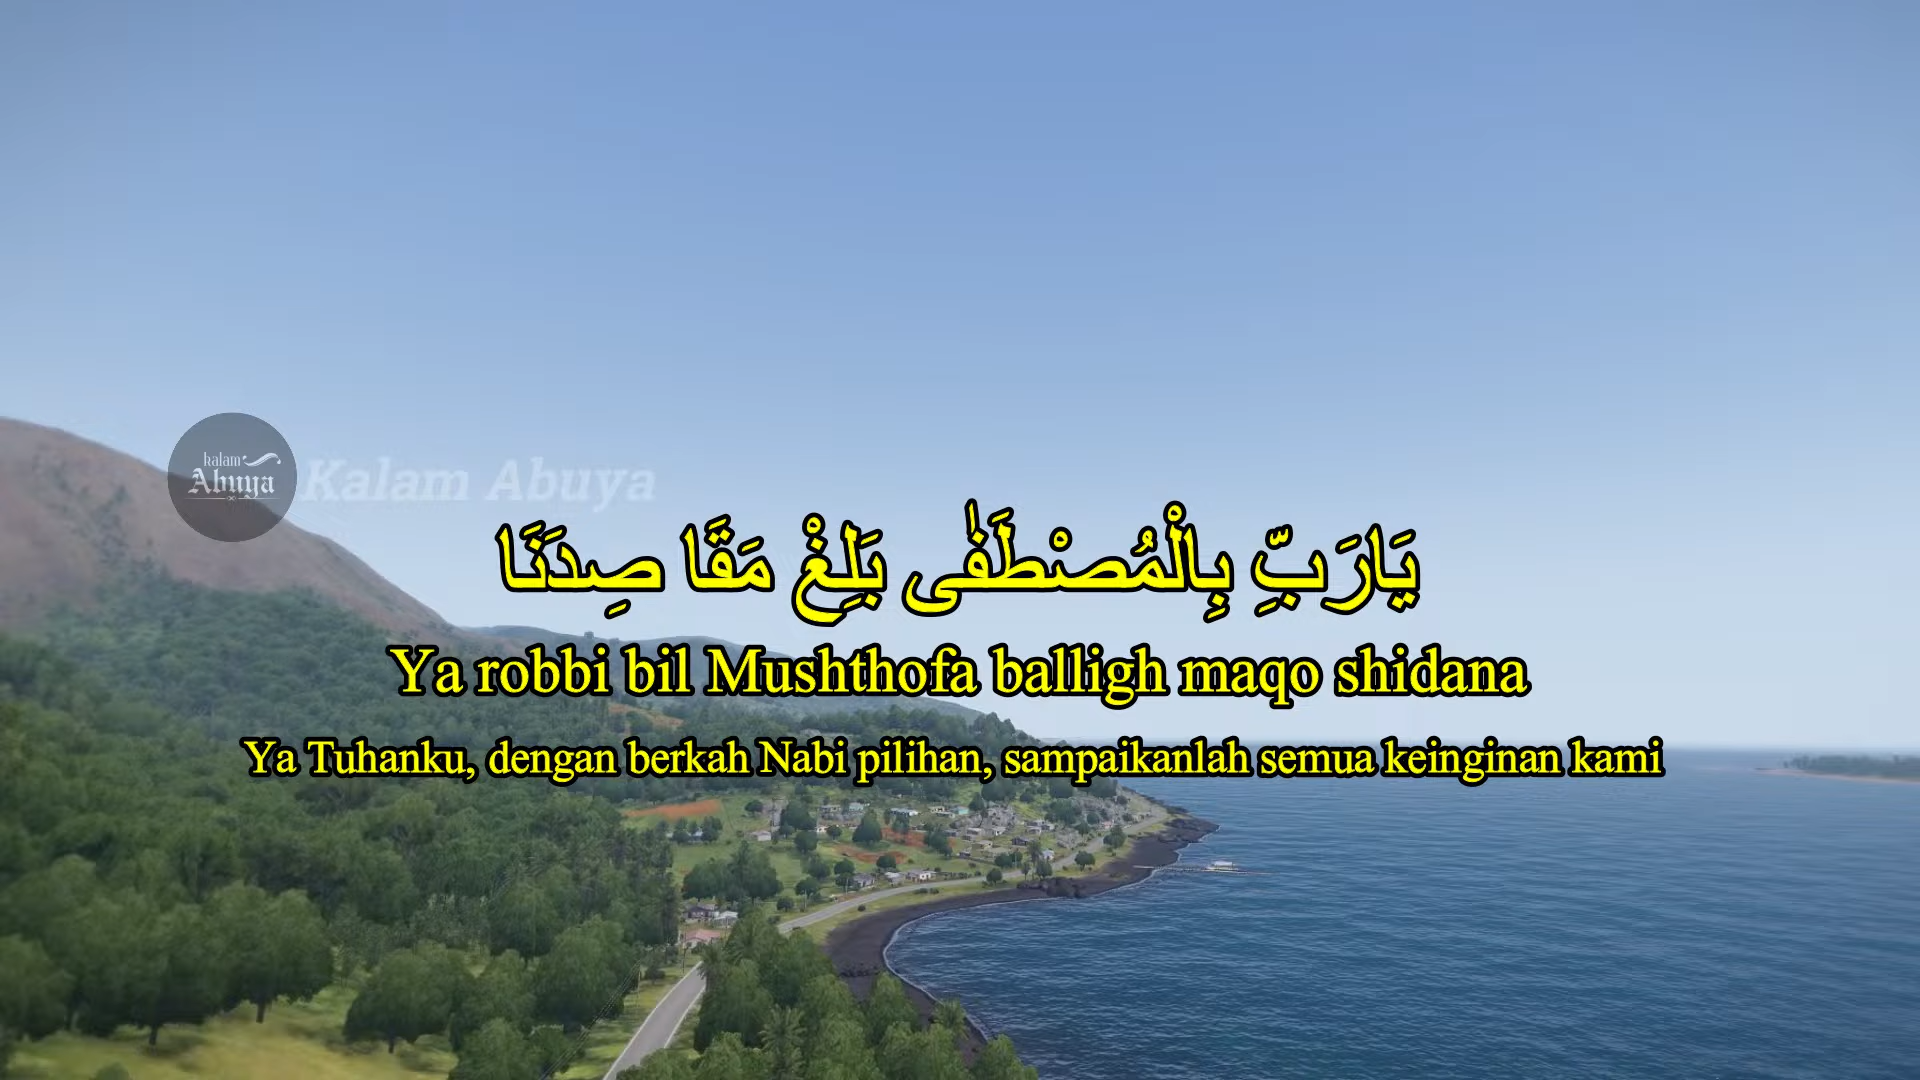 kalam
Abuya
Kalam Abuya
يَارَبِّ بِالْمُصْطَفٰى بَلِغْ مَقَا صِدَنَا
Ya robbi bil Mushthofa balligh maqo shidana
Ya Tuhanku, dengan berkah Nabi pilihan, sampaikanlah semua keinginan kami